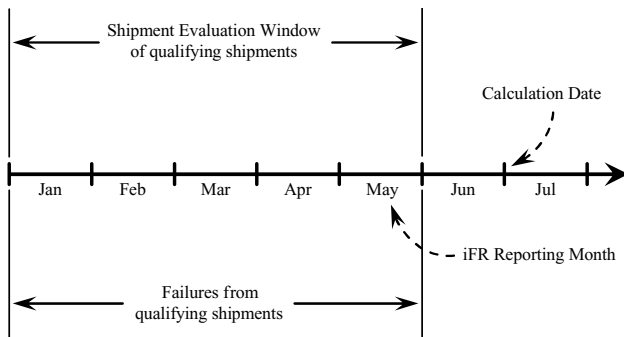 Shipment Evaluation Window
of qualifying shipments
Calculation Date
Jan Feb Mar Apr May Jun Jul
iFR Reporting Month
Failures from
qualifying shipments